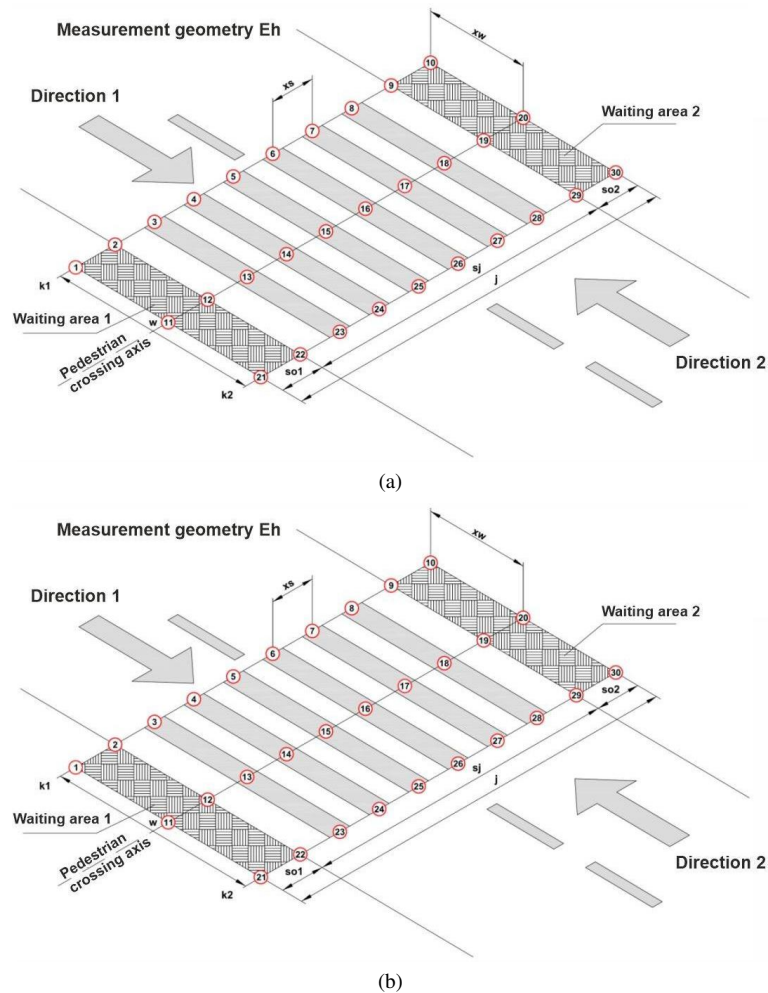 Measurement geometry Eh
xw
10
xs
9
Direction 1
8
20
Waiting area 2
7
19
6
18
30
5
17
so2
29
4
16
28
3
15
27
2
14
26
sj
1
13
25
j
k1
12
24
Waiting area 1
w
11
23
Pedestrian
crossing axis
22
so1
21
k2
Direction 2
(a)
Measurement geometry Eh
xw
10
xs
9
Direction 1
8
20
Waiting area 2
7
19
6
18
30
5
17
so2
29
4
16
28
3
15
27
2
14
26
sj
1
13
25
j
k1
12
24
Waiting area 1
w
11
23
Pedestrian
crossing axis
22
so1
21
k2
Direction 2
(b)